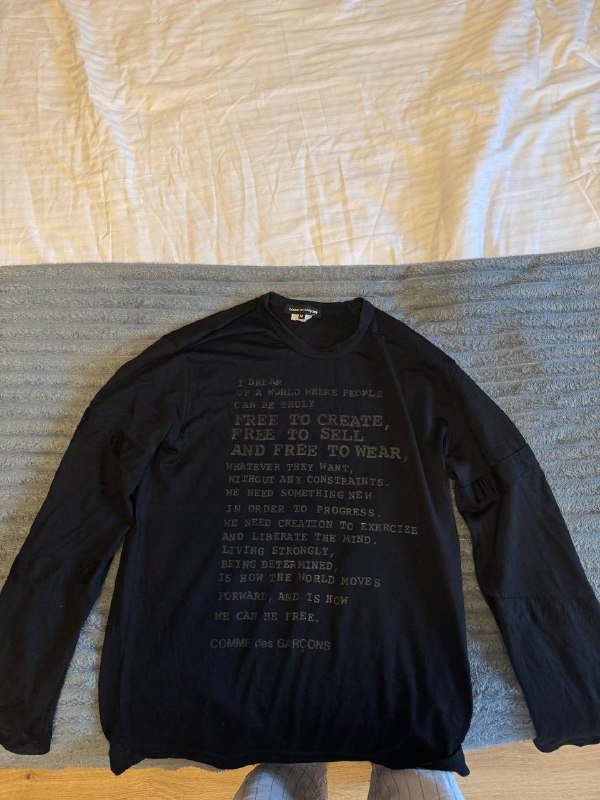 COMME des GARÇONS
M
I DREAM
OF A WORLD WHERE PEOPLE
CAN BE TRULY
FREE TO CREATE,
FREE TO SELL
AND FREE TO WEAR,
WHATEVER THEY WANT,
WITHOUT ANY CONSTRAINTS.
WE NEED SOMETHING NEW
IN ORDER TO PROGRESS.
WE NEED CREATION TO EXERCIZE
AND LIBERATE THE MIND.
LIVING STRONGLY,
BEING DETERMINED,
IS HOW THE WORLD MOVES
FORWARD, AND IS HOW
WE CAN BE FREE.
COMME des GARÇONS